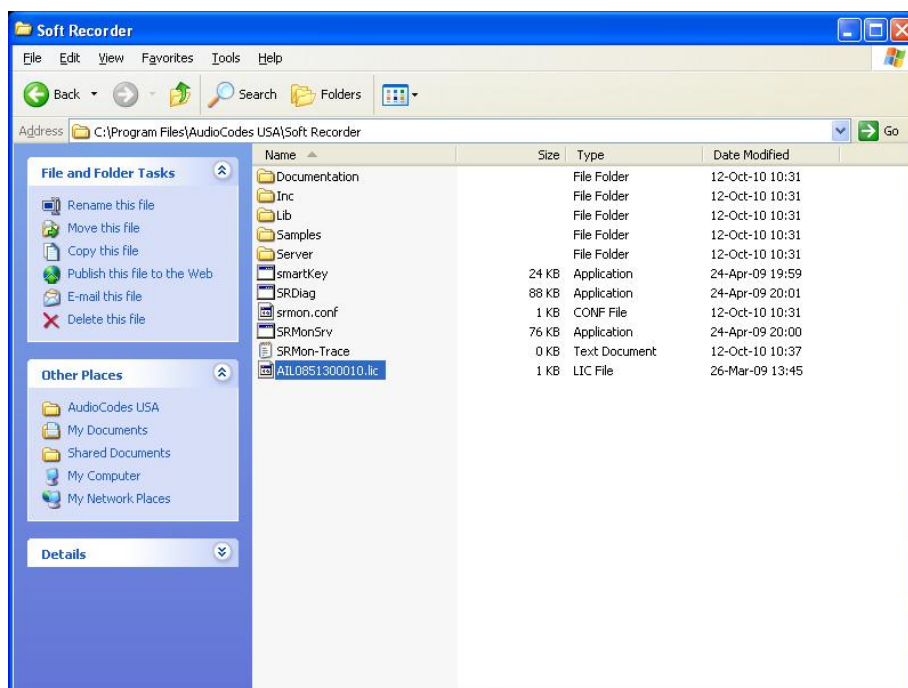 Soft Recorder
File Edit View Favorites Tools Help
Back Search Folders
Address C:\Program Files\AudioCodes USA\Soft Recorder Go
File and Folder Tasks
Rename this file
Move this file
Copy this file
Publish this file to the Web
E-mail this file
Delete this file
Other Places
AudioCodes USA
My Documents
Shared Documents
My Computer
My Network Places
Details
Name Size Type Date Modified
Documentation File Folder 12-Oct-10 10:31
Inc File Folder 12-Oct-10 10:31
Lib File Folder 12-Oct-10 10:31
Samples File Folder 12-Oct-10 10:31
Server File Folder 12-Oct-10 10:31
smartKey 24 KB Application 24-Apr-09 19:59
SRDiag 88 KB Application 24-Apr-09 20:01
srmon.conf 1 KB CONF File 12-Oct-10 10:31
SRMonSrv 76 KB Application 24-Apr-09 20:00
SRMon-Trace 0 KB Text Document 12-Oct-10 10:37
AIL0851300010.lic 1 KB LIC File 26-Mar-09 13:45